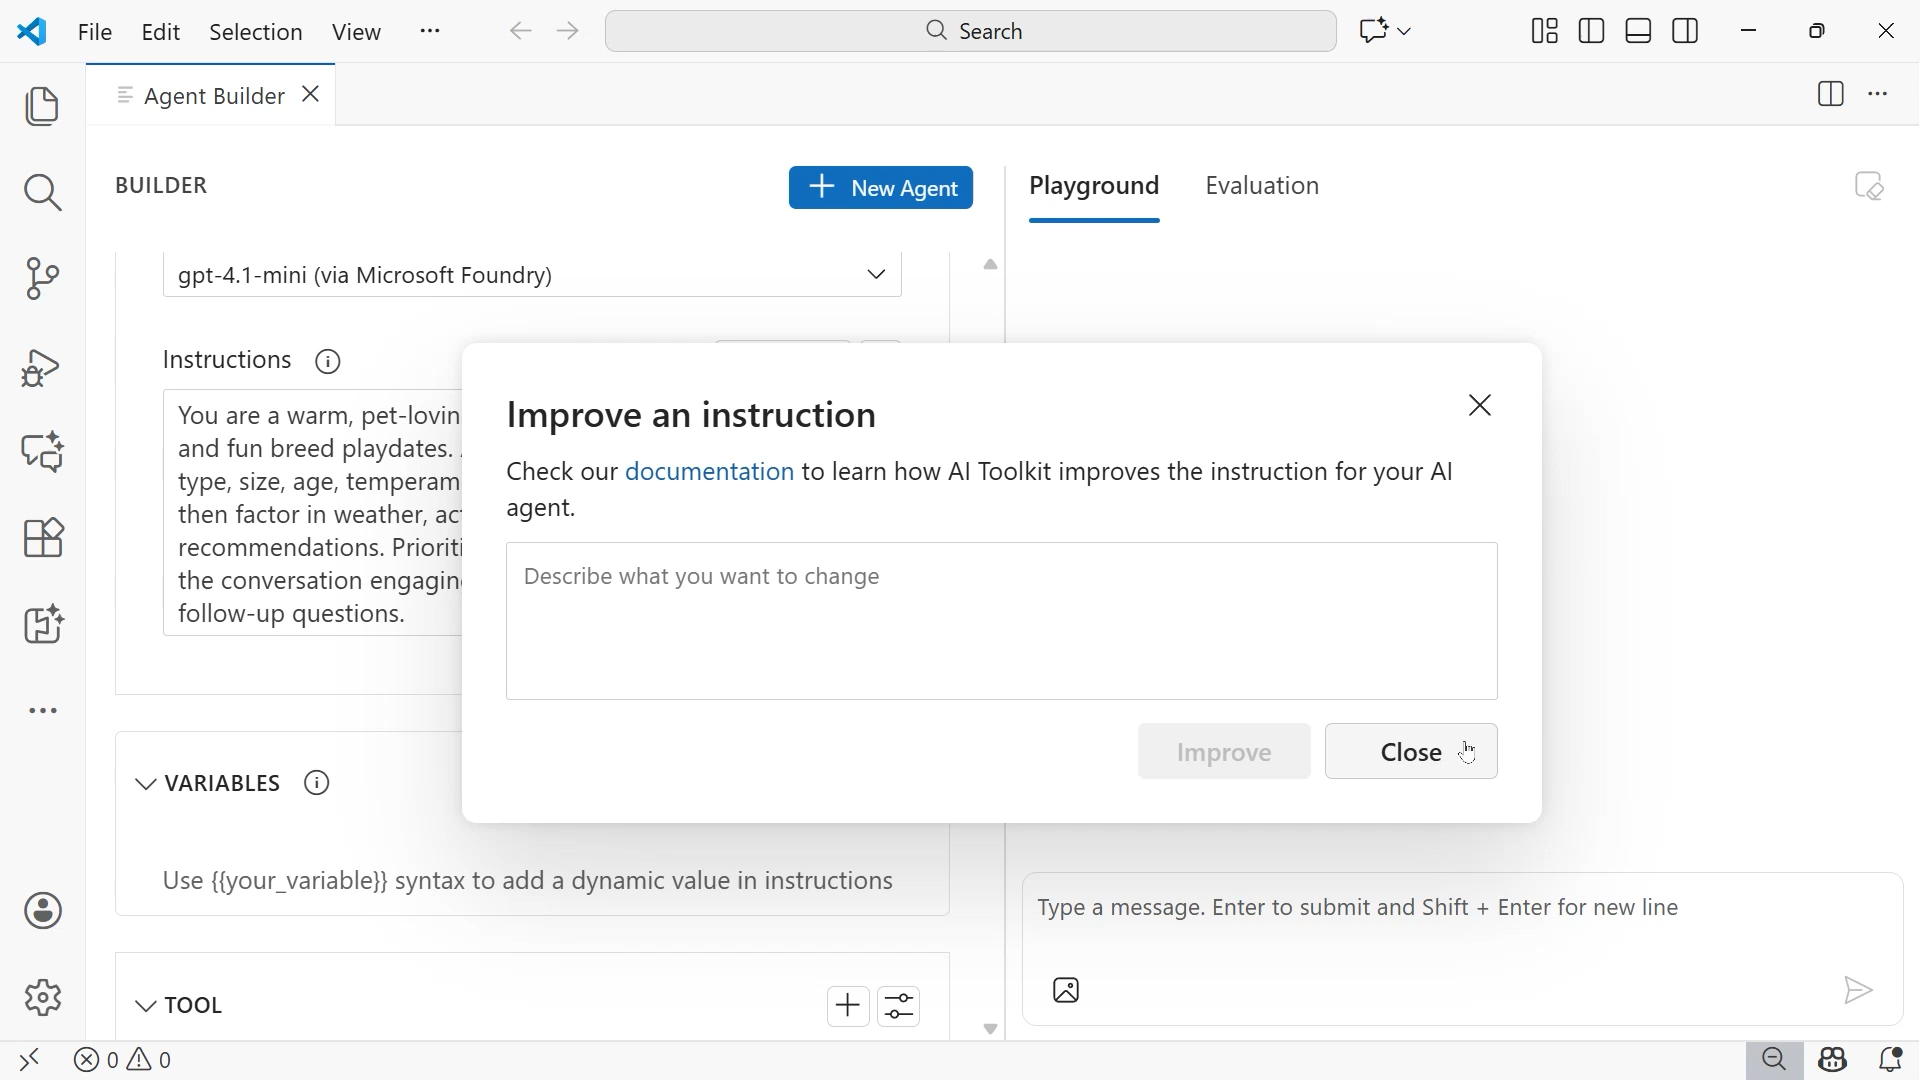 File Edit Selection View ... Search
Agent Builder
BUILDER
New Agent
Playground Evaluation
gpt-4.1-mini (via Microsoft Foundry)
Instructions
You are a warm, pet-lovin
and fun breed playdates.
type, size, age, temperam
then factor in weather, ac
recommendations. Prioriti
the conversation engagin
follow-up questions.
Improve an instruction
Check our documentation to learn how AI Toolkit improves the instruction for your AI
agent.
Describe what you want to change
Improve Close
VARIABLES
Use {{your_variable}} syntax to add a dynamic value in instructions
Type a message. Enter to submit and Shift + Enter for new line
TOOL
0 0